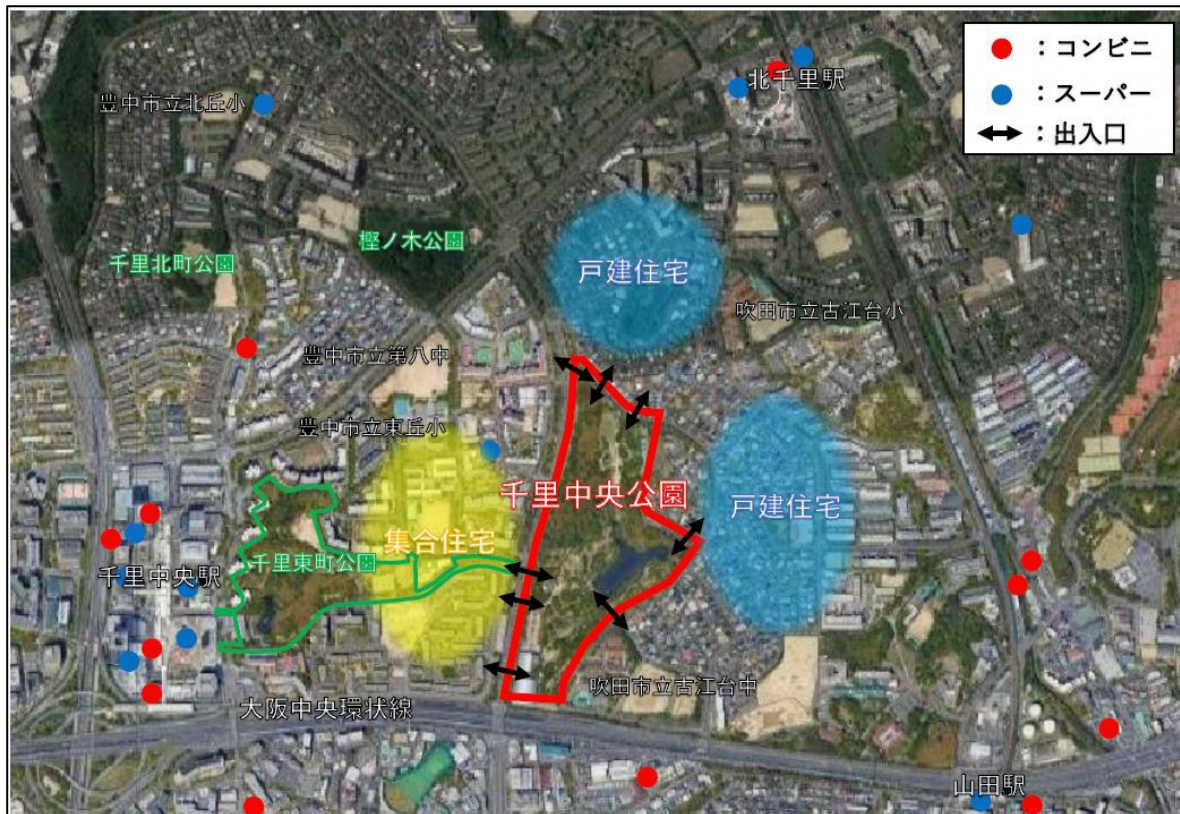 ：コンビニ
：スーパー
：出入口
北千里駅
豊中市立北丘小
樫ノ木公園
千里北町公園
戸建住宅
吹田市立古江台小
豊中市立第八中
豊中市立東丘小
千里中央公園
戸建住宅
集合住宅
千里東町公園
千里中央駅
吹田市立古江台中
大阪中央環状線
山田駅